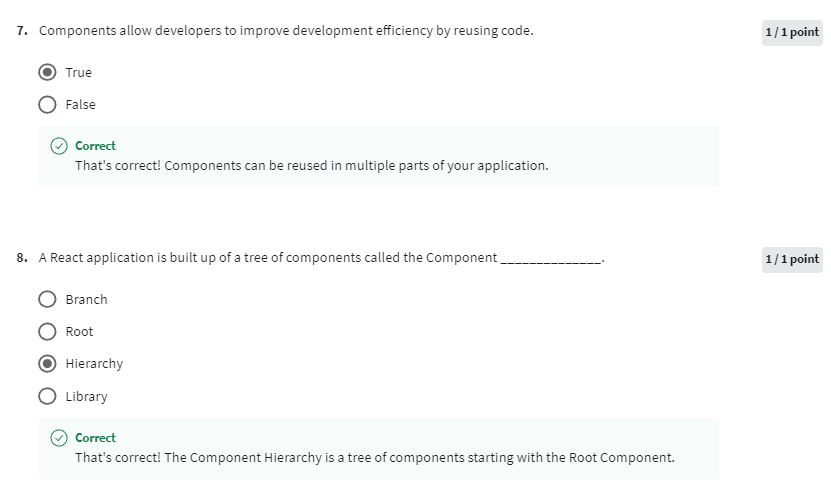 7. Components allow developers to improve development efficiency by reusing code.
1 / 1 point
True
False
Correct
That's correct! Components can be reused in multiple parts of your application.
8. A React application is built up of a tree of components called the Component ______________.
1 / 1 point
Branch
Root
Hierarchy
Library
Correct
That's correct! The Component Hierarchy is a tree of components starting with the Root Component.